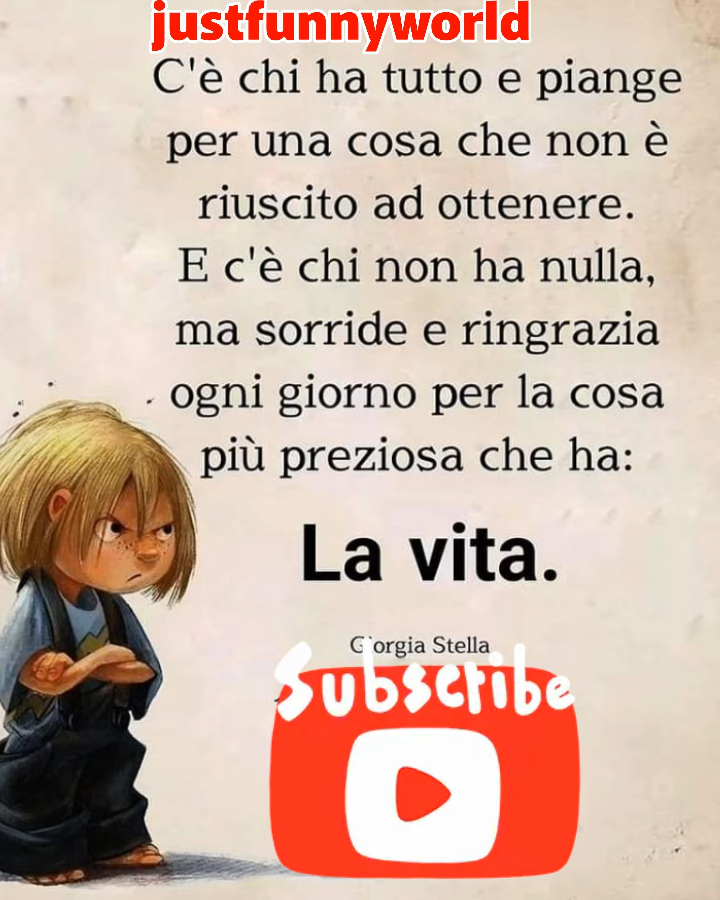 justfunnyworld
C'è chi ha tutto e piange
per una cosa che non è
riuscito ad ottenere.
E c'è chi non ha nulla,
ma sorride e ringrazia
ogni giorno per la cosa
più preziosa che ha:
La vita.
Giorgia Stella
Subscribe